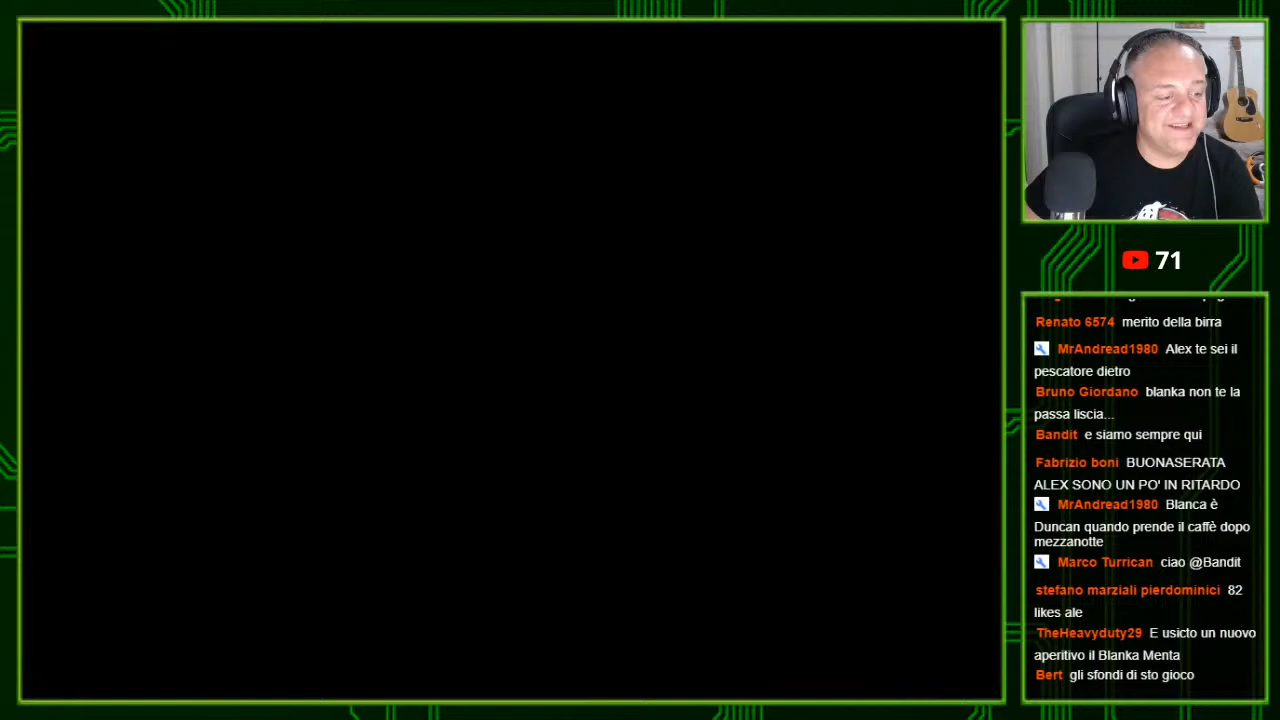 71
Renato 6574 merito della birra
MrAndread1980 Alex te sei il
pescatore dietro
Bruno Giordano blanka non te la
passa liscia...
Bandit e siamo sempre qui
Fabrizio boni BUONASERATA
ALEX SONO UN PO' IN RITARDO
MrAndread1980 Blanca è
Duncan quando prende il caffè dopo
mezzanotte
Marco Turrican ciao @Bandit
stefano marziali pierdominici 82
likes ale
TheHeavyduty29 E usicto un nuovo
aperitivo il Blanka Menta
Bert gli sfondi di sto gioco